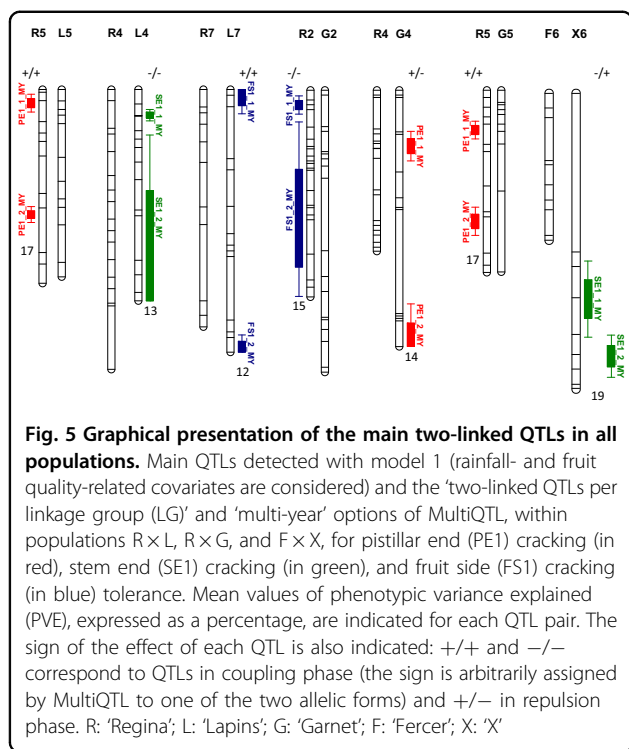 R5 L5 R4 L4 R7 L7 R2 G2 R4 G4 R5 G5 F6 X6
+/+ -/- +/+ -/- +/- +/+ -/+
PE1_1_MY
PE1_2_MY
17
SE1_1_MY
SE1_2_MY
13
FS1_1_MY
FS1_2_MY
12
FS1_1_MY
FS1_2_MY
15
PE1_1_MY
PE1_2_MY
14
PE1_1_MY
PE1_2_MY
17
SE1_1_MY
SE1_2_MY
19
Fig. 5 Graphical presentation of the main two-linked QTLs in all
populations. Main QTLs detected with model 1 (rainfall- and fruit
quality-related covariates are considered) and the ‘two-linked QTLs per
linkage group (LG)’ and ‘multi-year’ options of MultiQTL, within
populations R × L, R × G, and F × X, for pistillar end (PE1) cracking (in
red), stem end (SE1) cracking (in green), and fruit side (FS1) cracking
(in blue) tolerance. Mean values of phenotypic variance explained
(PVE), expressed as a percentage, are indicated for each QTL pair. The
sign of the effect of each QTL is also indicated: +/+ and −/−
correspond to QTLs in coupling phase (the sign is arbitrarily assigned
by MultiQTL to one of the two allelic forms) and +/− in repulsion
phase. R: ‘Regina’; L: ‘Lapins’; G: ‘Garnet’; F: ‘Fercer’; X: ‘X’